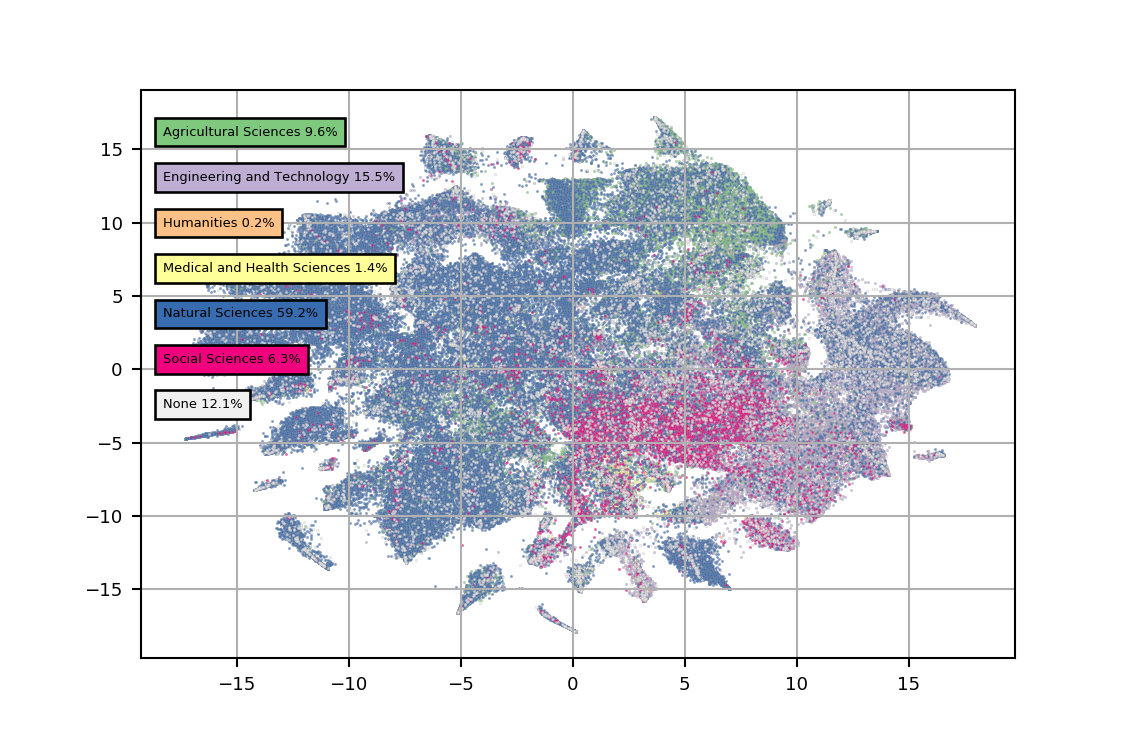 Agricultural Sciences 9.6%
Engineering and Technology 15.5%
Humanities 0.2%
Medical and Health Sciences 1.4%
Natural Sciences 59.2%
Social Sciences 6.3%
None 12.1%
15
10
5
0
−5
−10
−15
−15 −10 −5 0 5 10 15